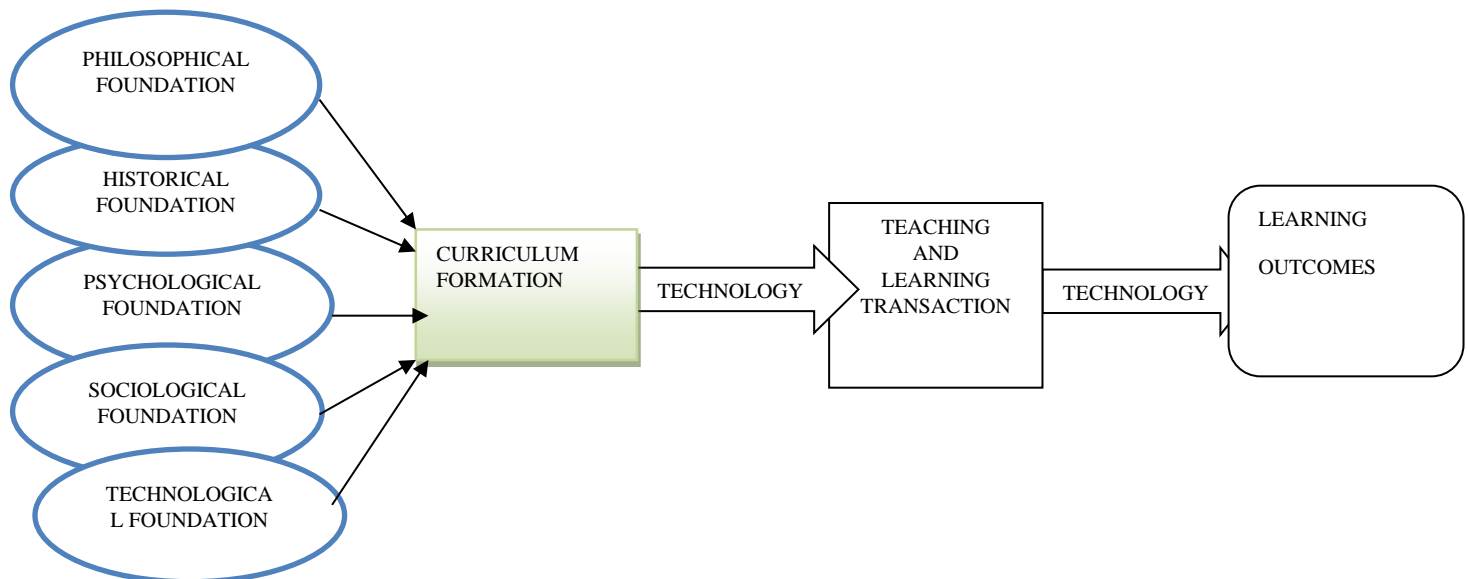 PHILOSOPHICAL
FOUNDATION
HISTORICAL
FOUNDATION
PSYCHOLOGICAL
FOUNDATION
SOCIOLOGICAL
FOUNDATION
TECHNOLOGICA
L FOUNDATION
CURRICULUM
FORMATION
TECHNOLOGY
TEACHING
AND
LEARNING
TRANSACTION
TECHNOLOGY
LEARNING
OUTCOMES